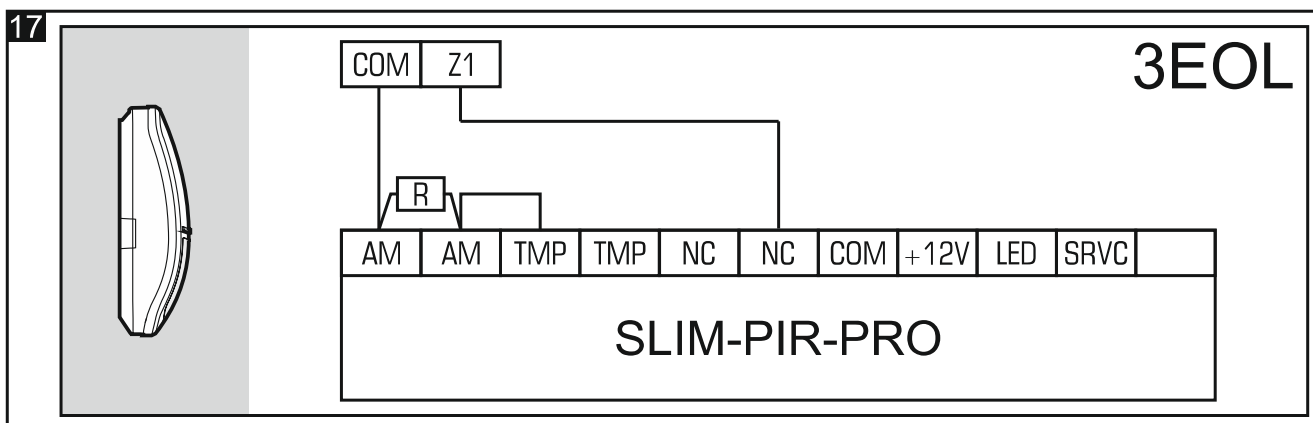 17
3EOL
COM Z1
R
AM AM TMP TMP NC NC COM +12V LED SRVC
SLIM-PIR-PRO